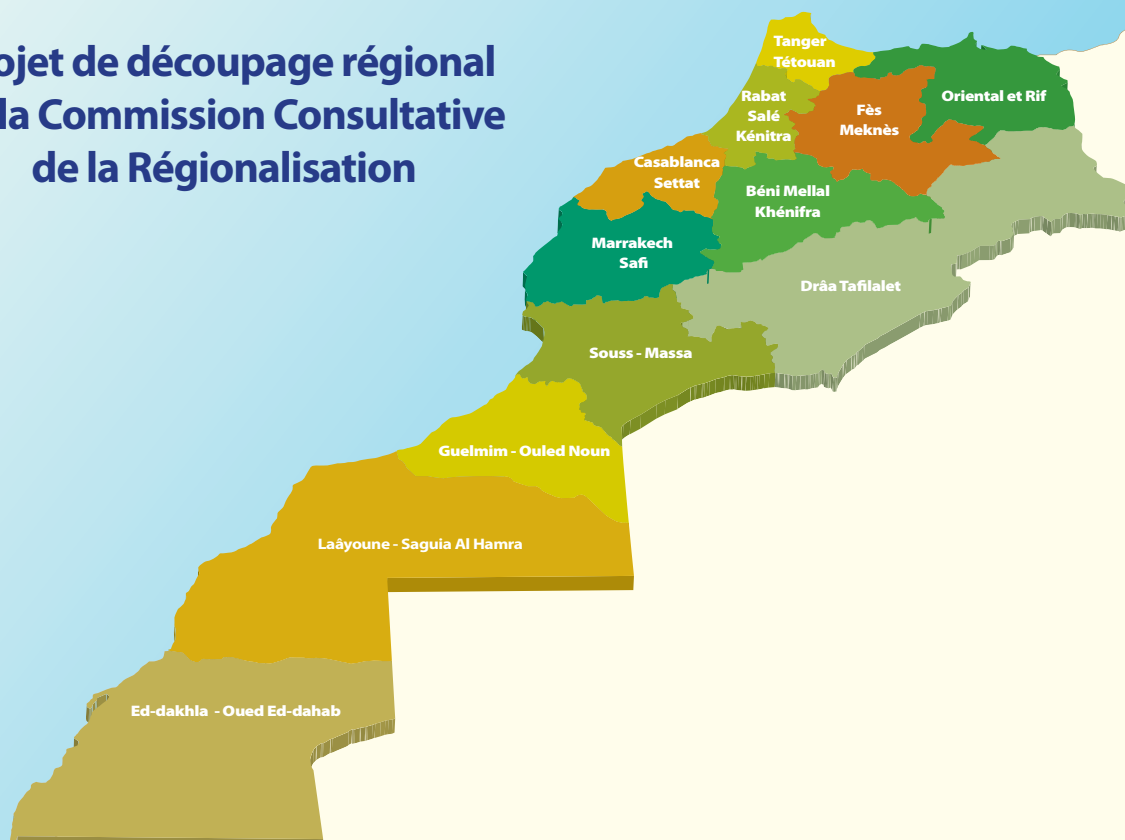 ojet de découpage régional
la Commission Consultative
de la Régionalisation
Tanger
Tétouan
Rabat
Salé
Kénitra
Fès
Meknès
Oriental et Rif
Casablanca
Settat
Béni Mellal
Khénifra
Marrakech
Safi
Drâa Tafilalet
Souss - Massa
Guelmim - Ouled Noun
Laâyoune - Saguia Al Hamra
Ed-dakhla - Oued Ed-dahab